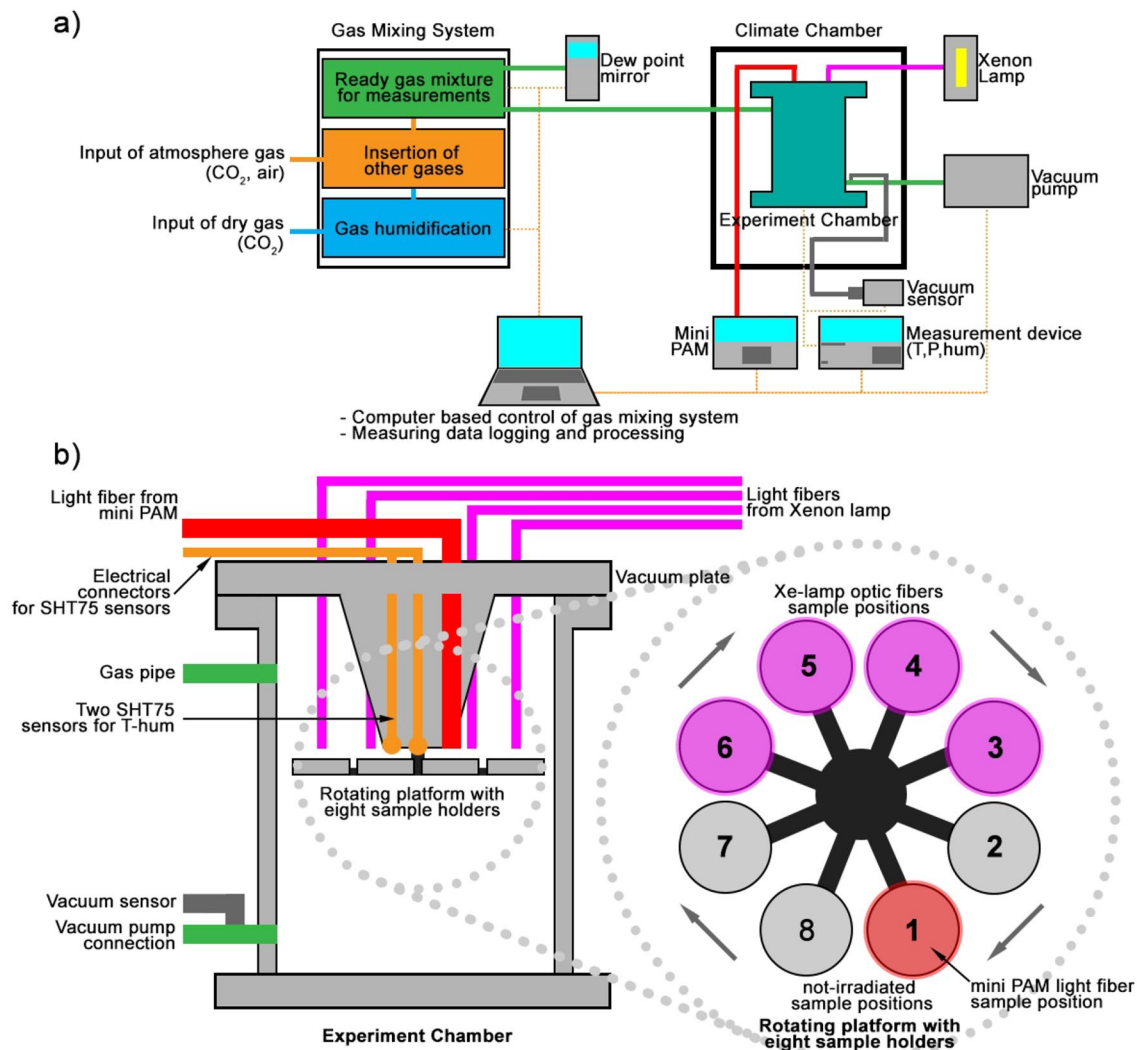 a)
Gas Mixing System
Climate Chamber
Dew point
mirror
Xenon
Lamp
Ready gas mixture
for measurements
Input of atmosphere gas
(CO2, air)
Insertion of
other gases
Input of dry gas
(CO2)
Gas humidification
Experiment Chamber
Vacuum
pump
Vacuum
sensor
Mini
PAM
Measurement device
(T,P,hum)
- Computer based control of gas mixing system
- Measuring data logging and processing
b)
Light fiber from
mini PAM
Light fibers
from Xenon lamp
Electrical
connectors
for SHT75 sensors
Vacuum plate
Gas pipe
Two SHT75
sensors for T-hum
Rotating platform with
eight sample holders
Vacuum sensor
Vacuum pump
connection
Experiment Chamber
Xe-lamp optic fibers
sample positions
5
4
6
3
7
2
8
1
not-irradiated
sample positions
mini PAM light fiber
sample position
Rotating platform with
eight sample holders